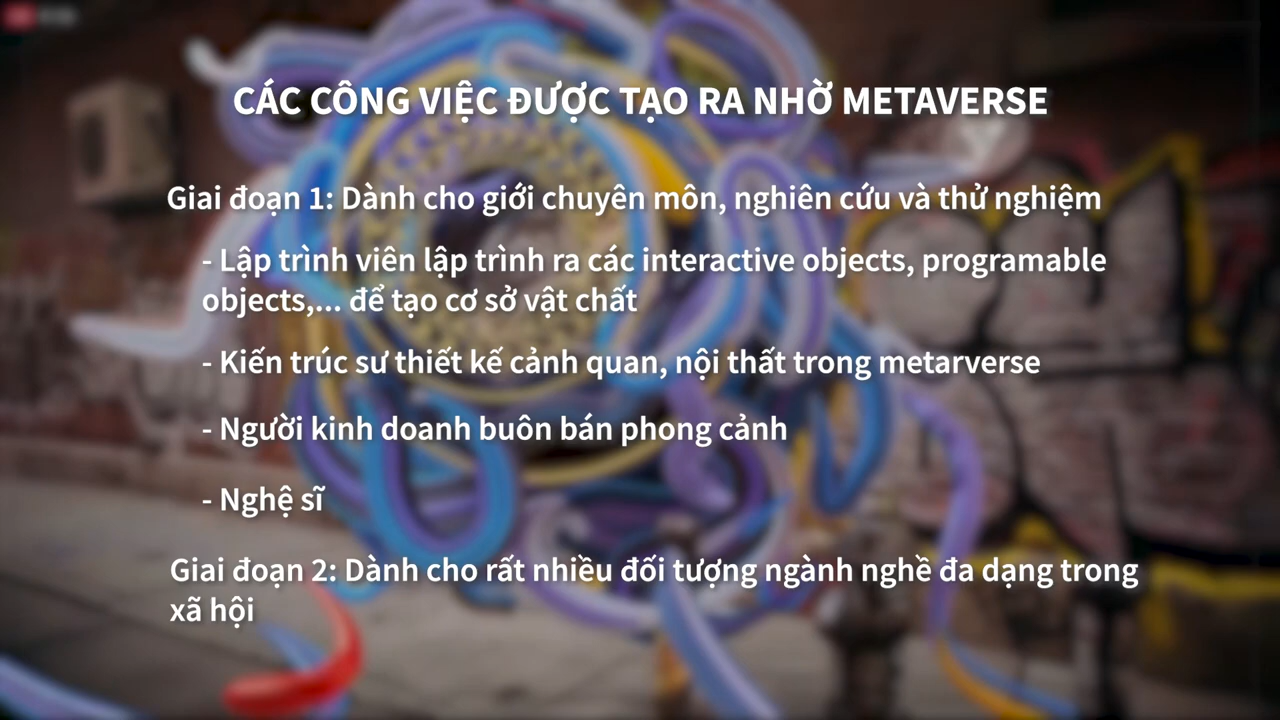 CÁC CÔNG VIỆC ĐƯỢC TẠO RA NHỜ METAVERSE
Giai đoạn 1: Dành cho giới chuyên môn, nghiên cứu và thử nghiệm
- Lập trình viên lập trình ra các interactive objects, programable
objects,... để tạo cơ sở vật chất
- Kiến trúc sư thiết kế cảnh quan, nội thất trong metarverse
- Người kinh doanh buôn bán phong cảnh
- Nghệ sĩ
Giai đoạn 2: Dành cho rất nhiều đối tượng ngành nghề đa dạng trong
xã hội